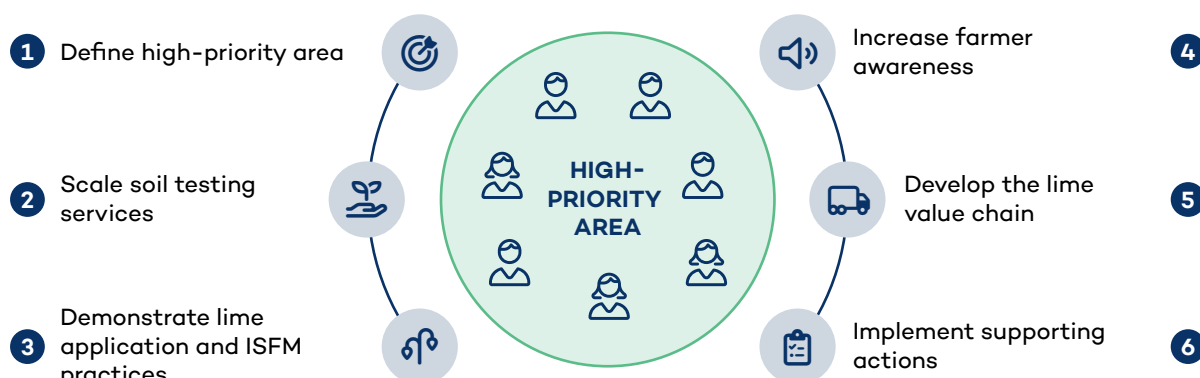 1 Define high-priority area
2 Scale soil testing
services
3 Demonstrate lime
application and ISFM
practices
HIGH-
PRIORITY
AREA
Increase farmer
awareness 4
Develop the lime
value chain 5
Implement supporting
actions 6